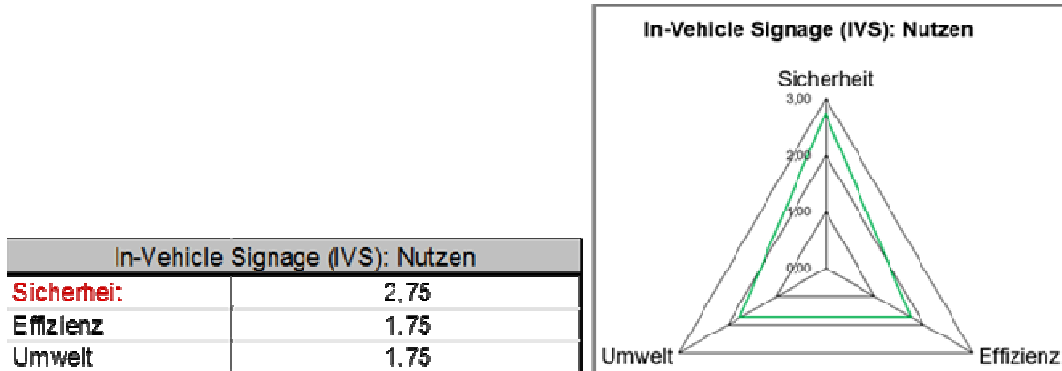 In-Vehicle Signage (IVS): Nutzen
Sicherheit: 2,75
Effizienz 1.75
Umwelt 1.75
In-Vehicle Signage (IVS): Nutzen
Sicherheit
3,00
2,00
1,00
0,00
Umwelt Effizienz